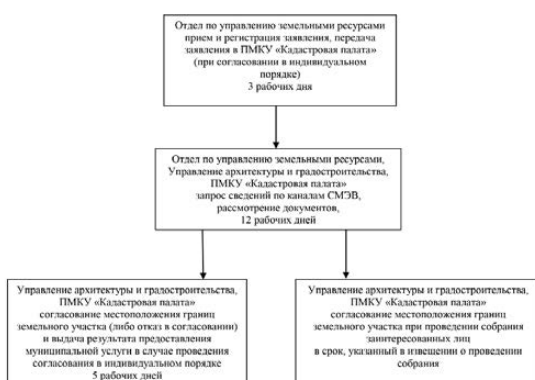 Отдел по управлению земельными ресурсами
прием и регистрация заявления, передача
заявления в ПМКУ «Кадастровая палата»
(при согласовании в индивидуальном
порядке)
3 рабочих дня
Отдел по управлению земельными ресурсами,
Управление архитектуры и градостроительства,
ПМКУ «Кадастровая палата»
запрос сведений по каналам СМЭВ,
рассмотрение документов,
12 рабочих дней
Управление архитектуры и градостроительства,
ПМКУ «Кадастровая палата»
согласование местоположения границ
земельного участка (либо отказ в согласовании)
и выдача результата предоставления
муниципальной услуги в случае проведения
согласования в индивидуальном порядке
5 рабочих дней
Управление архитектуры и градостроительства,
ПМКУ «Кадастровая палата»
согласование местоположения границ
земельного участка при проведении собрания
заинтересованных лиц
в срок, указанный в извещении о проведении
собрания